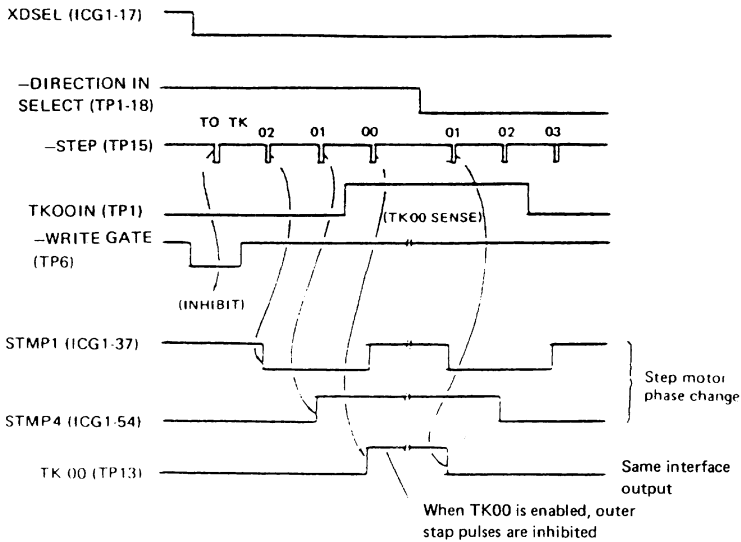 XDSEL (ICG1-17)
—DIRECTION IN
SELECT (TP1-18)
TO TK
02 01 00 01 02 03
—STEP (TP15)
TKOOIN (TP1)
(TK00 SENSE)
—WRITE GATE
(TP6)
(INHIBIT)
STMP1 (ICG1-37)
Step motor
phase change
STMP4 (ICG1-54)
TK 00 (TP13)
Same interface
output
When TK00 is enabled, outer
stap pulses are inhibited